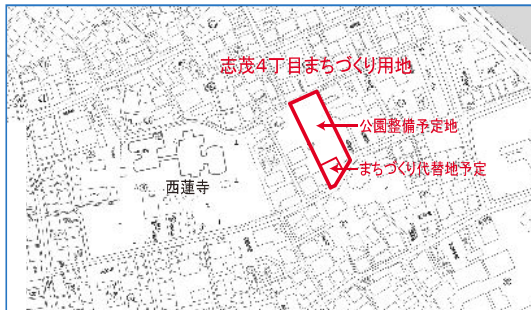 志茂4丁目まちづくり用地
公園整備予定地
まちづくり代替地予定
西蓮寺